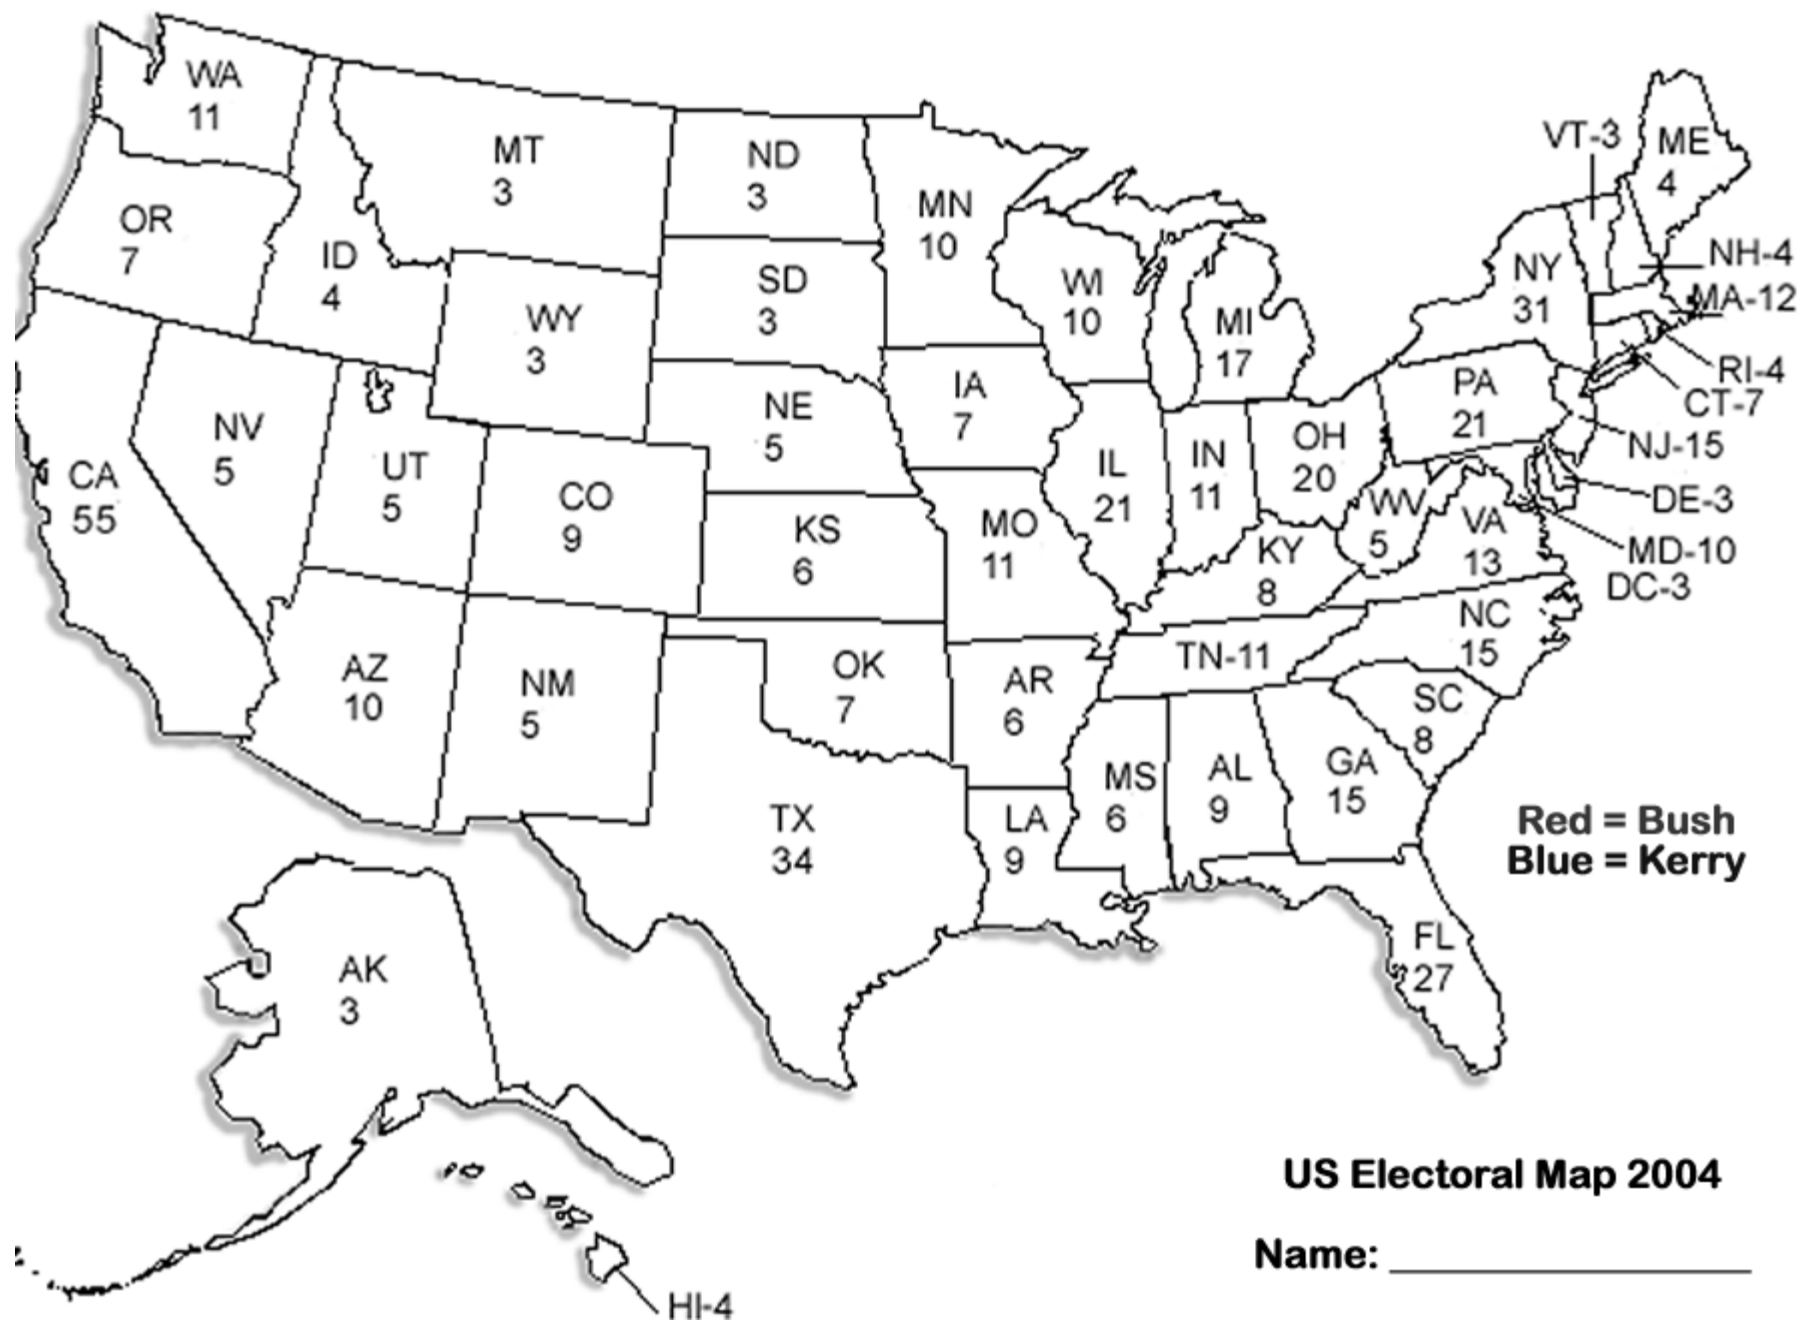 WA
11
MT
3
ND
3
MN
10
VT-3
ME
4
OR
7
ID
4
SD
3
WI
10
MI
17
NY
31
NH-4
MA-12
WY
3
IA
7
PA
21
RI-4
CT-7
NJ-15
NV
5
NE
5
IL
21
IN
11
OH
20
CA
55
UT
5
CO
9
KS
6
MO
11
WV
5
VA
13
DE-3
MD-10
DC-3
KY
8
NC
15
TN-11
AZ
10
NM
5
OK
7
AR
6
SC
8
MS
6
AL
9
GA
15
TX
34
LA
9
Red = Bush
Blue = Kerry
FL
27
AK
3
HI-4
US Electoral Map 2004
Name: ____________________